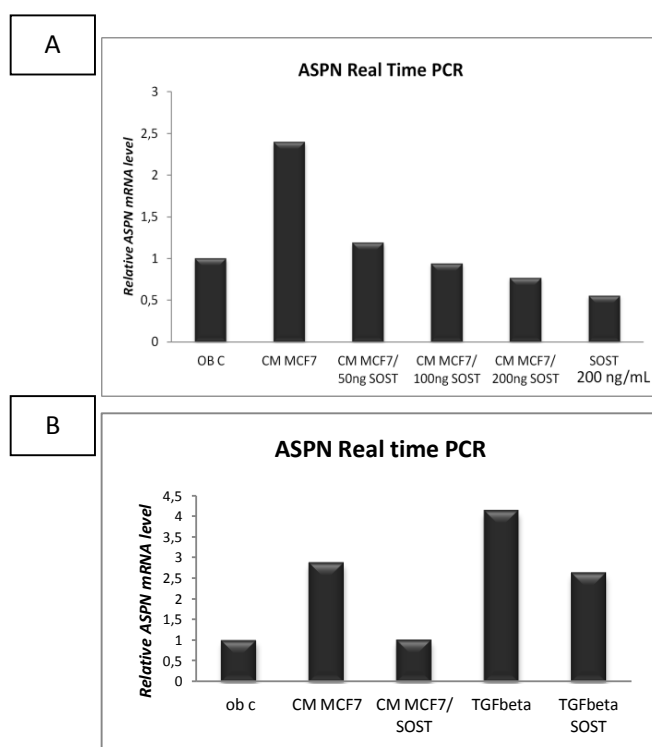 A
ASPN Real Time PCR
Relative ASPN mRNA level
3
2,5
2
1,5
1
0,5
0
OB C CM MCF7 CM MCF7/ CM MCF7/ CM MCF7/ SOST
50ng SOST 100ng SOST 200ng SOST 200 ng/mL
B
ASPN Real time PCR
Relative ASPN mRNA level
4,5
4
3,5
3
2,5
2
1,5
1
0,5
0
ob c CM MCF7 CM MCF7/ TGFbeta TGFbeta
SOST SOST